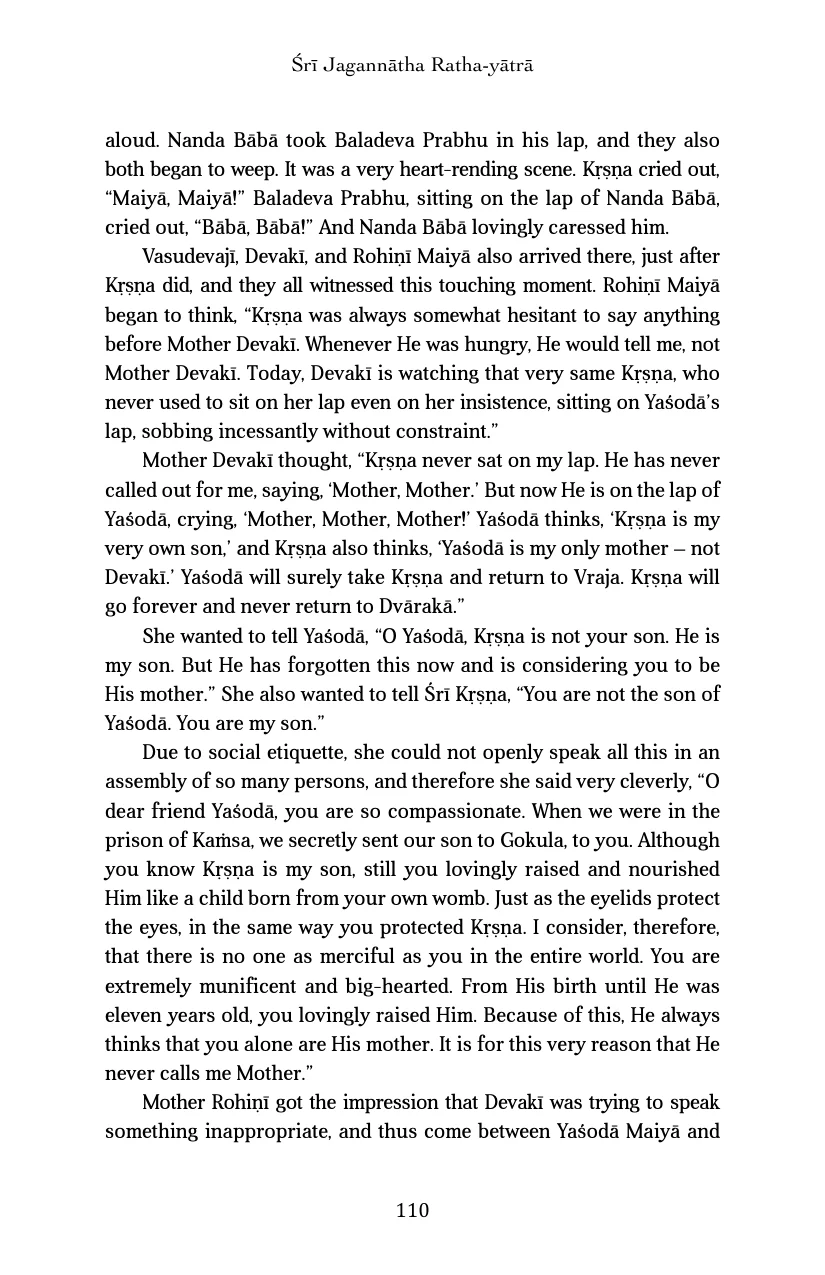 Śrī Jagannātha Ratha-yātrā
aloud. Nanda Bābā took Baladeva Prabhu in his lap, and they also
both began to weep. It was a very heart-rending scene. Kṛṣṇa cried out,
“Maiyā, Maiyā!” Baladeva Prabhu, sitting on the lap of Nanda Bābā,
cried out, “Bābā, Bābā!” And Nanda Bābā lovingly caressed him.
Vasudevajī, Devakī, and Rohiṇī Maiyā also arrived there, just after
Kṛṣṇa did, and they all witnessed this touching moment. Rohiṇī Maiyā
began to think, “Kṛṣṇa was always somewhat hesitant to say anything
before Mother Devakī. Whenever He was hungry, He would tell me, not
Mother Devakī. Today, Devakī is watching that very same Kṛṣṇa, who
never used to sit on her lap even on her insistence, sitting on Yaśodā’s
lap, sobbing incessantly without constraint.”
Mother Devakī thought, “Kṛṣṇa never sat on my lap. He has never
called out for me, saying, ‘Mother, Mother.’ But now He is on the lap of
Yaśodā, crying, ‘Mother, Mother, Mother!’ Yaśodā thinks, ‘Kṛṣṇa is my
very own son,’ and Kṛṣṇa also thinks, ‘Yaśodā is my only mother – not
Devakī.’ Yaśodā will surely take Kṛṣṇa and return to Vraja. Kṛṣṇa will
go forever and never return to Dvārakā.”
She wanted to tell Yaśodā, “O Yaśodā, Kṛṣṇa is not your son. He is
my son. But He has forgotten this now and is considering you to be
His mother.” She also wanted to tell Śrī Kṛṣṇa, “You are not the son of
Yaśodā. You are my son.”
Due to social etiquette, she could not openly speak all this in an
assembly of so many persons, and therefore she said very cleverly, “O
dear friend Yaśodā, you are so compassionate. When we were in the
prison of Kaṁsa, we secretly sent our son to Gokula, to you. Although
you know Kṛṣṇa is my son, still you lovingly raised and nourished
Him like a child born from your own womb. Just as the eyelids protect
the eyes, in the same way you protected Kṛṣṇa. I consider, therefore,
that there is no one as merciful as you in the entire world. You are
extremely munificent and big-hearted. From His birth until He was
eleven years old, you lovingly raised Him. Because of this, He always
thinks that you alone are His mother. It is for this very reason that He
never calls me Mother.”
Mother Rohiṇī got the impression that Devakī was trying to speak
something inappropriate, and thus come between Yaśodā Maiyā and
110